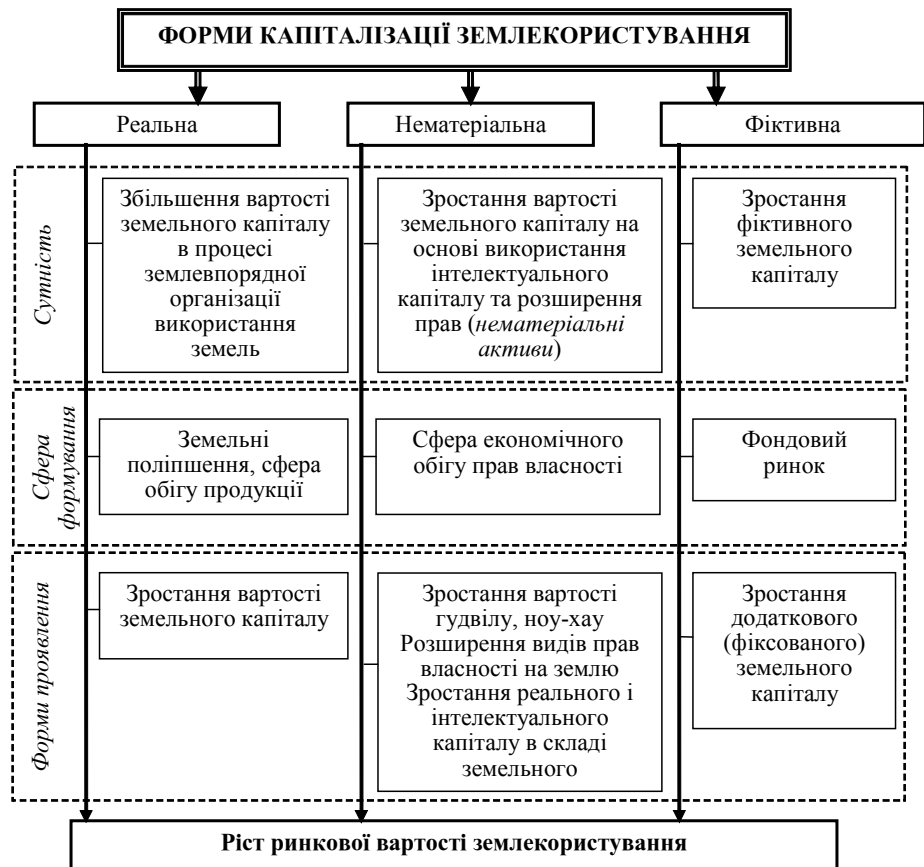 ФОРМИ КАПІТАЛІЗАЦІЇ ЗЕМЛЕКОРИСТУВАННЯ
Реальна
Нематеріальна
Фіктивна
Сутність
Збільшення вартості
земельного капіталу
в процесі
землевпорядної
організації
використання
земель
Зростання вартості
земельного капіталу на
основі використання
інтелектуального
капіталу та розширення
прав (нематеріальні
активи)
Зростання
фіктивного
земельного
капіталу
Сфера
формування
Земельні
поліпшення, сфера
обігу продукції
Сфера економічного
обігу прав власності
Фондовий
ринок
Форми проявлення
Зростання вартості
земельного капіталу
Зростання вартості
гудвілу, ноу-хау
Розширення видів прав
власності на землю
Зростання реального і
інтелектуального
капіталу в складі
земельного
Зростання
додаткового
(фіксованого)
земельного
капіталу
Ріст ринкової вартості землекористування